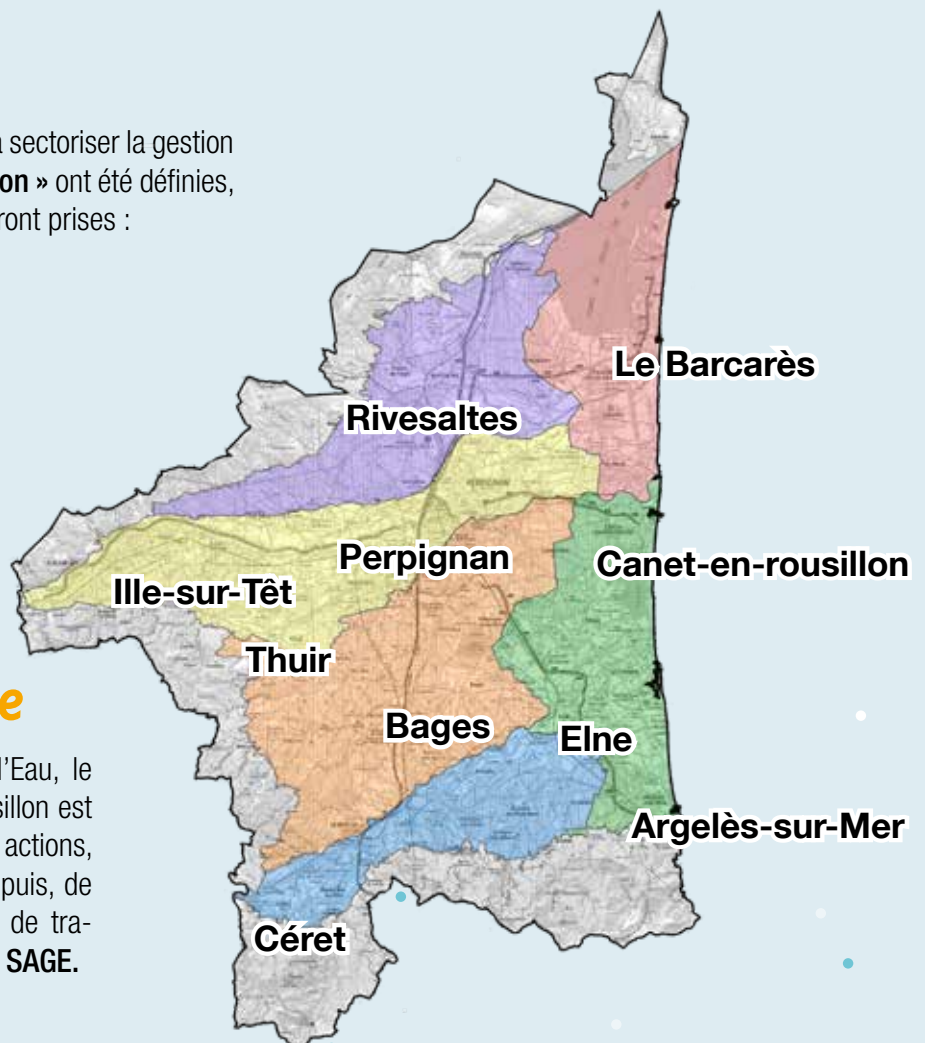 à sectoriser la gestion
on » ont été définies,
ront prises :
Le Barcarès
Rivesaltes
Perpignan
Canet-en-rousillon
Ille-sur-Têt
Thuir
Bages
Elne
Argelès-sur-Mer
Céret
e
l'Eau, le
sillon est
actions,
puis, de
de tra-
SAGE.